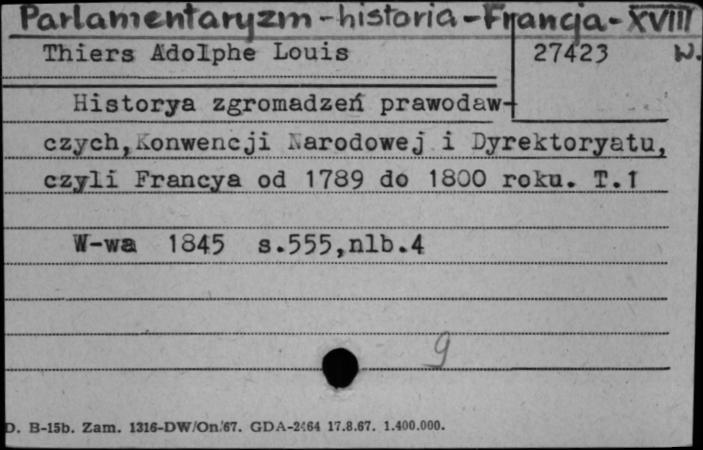 Parlamentaryzm - historia - Francja - XVIII w.
Thiers Adolphe Louis 27423
Historya zgromadzeń prawodaw-
czych,Konwencji Narodowej i Dyrektoryatu,
czyli Francya od 1789 do 1800 roku. T.1
W-wa 1845 s.555,nlb.4
9
D. B-15b. Zam. 1316-DW/On/67. GDA-2464 17.8.67. 1.400.000.